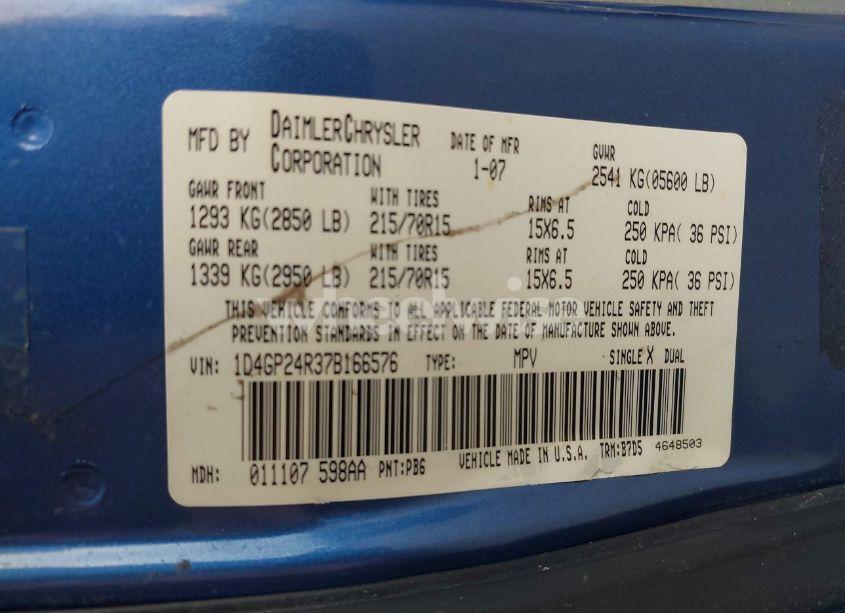 MFD BY DAIMLERCHRYSLER CORPORATION DATE OF MFR 1-07 GVWR 2541 KG(05600 LB)
GAWR FRONT WITH TIRES RIMS AT COLD
1293 KG(2850 LB) 215/70R15 15X6.5 250 KPA( 36 PSI)
GAWR REAR WITH TIRES RIMS AT COLD
1339 KG(2950 LB) 215/70R15 15X6.5 250 KPA( 36 PSI)
THIS VEHICLE CONFORMS TO ALL APPLICABLE FEDERAL MOTOR VEHICLE SAFETY AND THEFT
PREVENTION STANDARDS IN EFFECT ON THE DATE OF MANUFACTURE SHOWN ABOVE.
VIN: 1D4GP24R37B166576 TYPE: MPV SINGLE X DUAL
MDH: 011107 598AA PNT:PB6 VEHICLE MADE IN U.S.A. TRM:B7D5 4648503